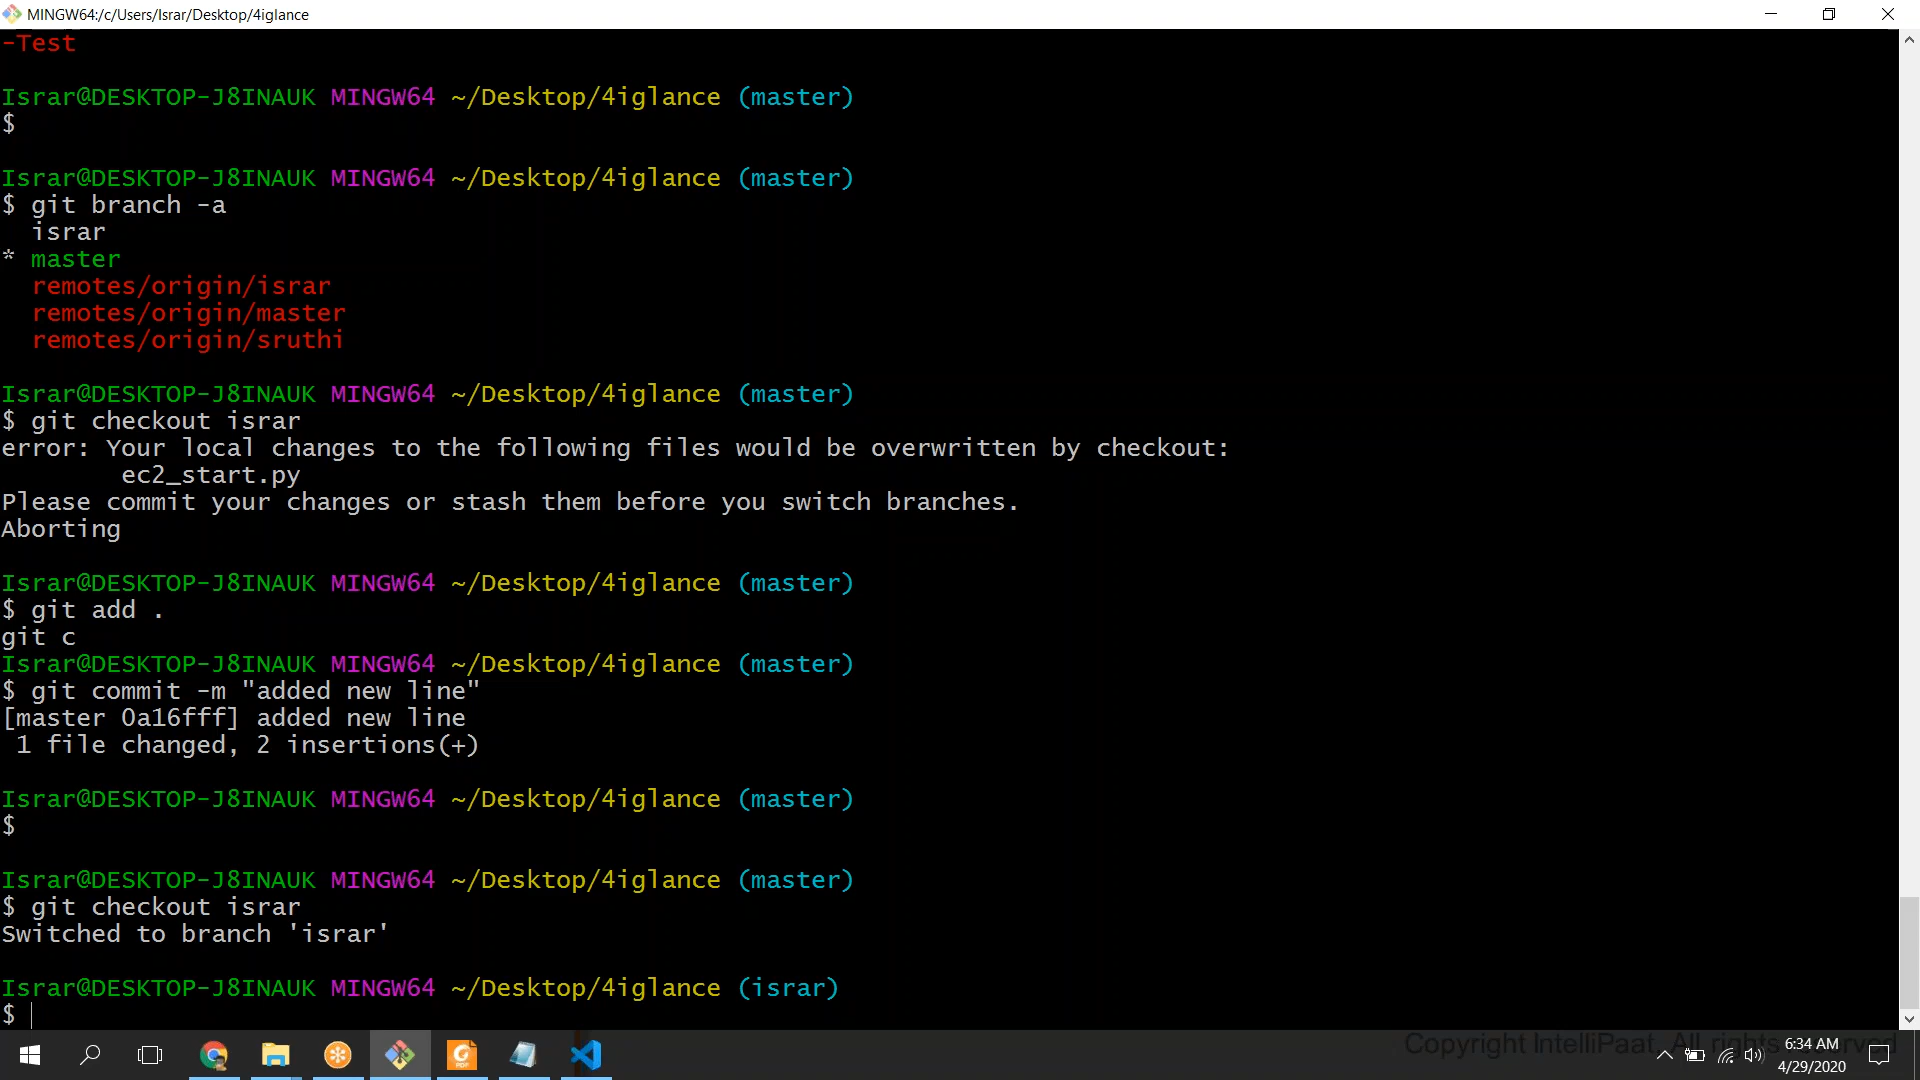 MINGW64:/c/Users/Israr/Desktop/4iglance
-Test
Israr@DESKTOP-J8INAUK MINGW64 ~/Desktop/4iglance (master)
$
Israr@DESKTOP-J8INAUK MINGW64 ~/Desktop/4iglance (master)
$ git branch -a
israr
* master
remotes/origin/israr
remotes/origin/master
remotes/origin/sruthi
Israr@DESKTOP-J8INAUK MINGW64 ~/Desktop/4iglance (master)
$ git checkout israr
error: Your local changes to the following files would be overwritten by checkout:
ec2_start.py
Please commit your changes or stash them before you switch branches.
Aborting
Israr@DESKTOP-J8INAUK MINGW64 ~/Desktop/4iglance (master)
$ git add .
git c
Israr@DESKTOP-J8INAUK MINGW64 ~/Desktop/4iglance (master)
$ git commit -m "added new line"
[master 0a16fff] added new line
1 file changed, 2 insertions(+)
Israr@DESKTOP-J8INAUK MINGW64 ~/Desktop/4iglance (master)
$
Israr@DESKTOP-J8INAUK MINGW64 ~/Desktop/4iglance (master)
$ git checkout israr
Switched to branch 'israr'
Israr@DESKTOP-J8INAUK MINGW64 ~/Desktop/4iglance (israr)
$
Copyright IntelliPaat. All rights reserved
6:34 AM
4/29/2020